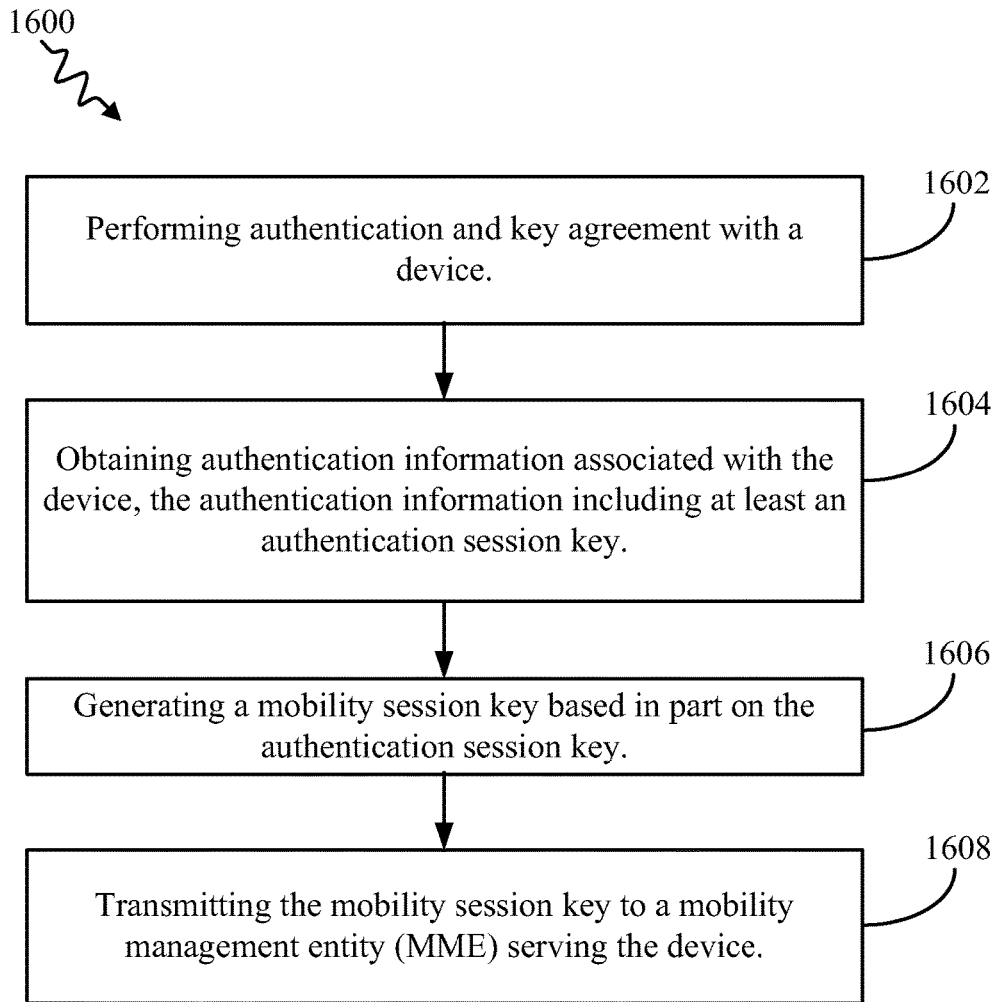 1600
1602
Performing authentication and key agreement with a
device.
1604
Obtaining authentication information associated with the
device, the authentication information including at least an
authentication session key.
1606
Generating a mobility session key based in part on the
authentication session key.
1608
Transmitting the mobility session key to a mobility
management entity (MME) serving the device.